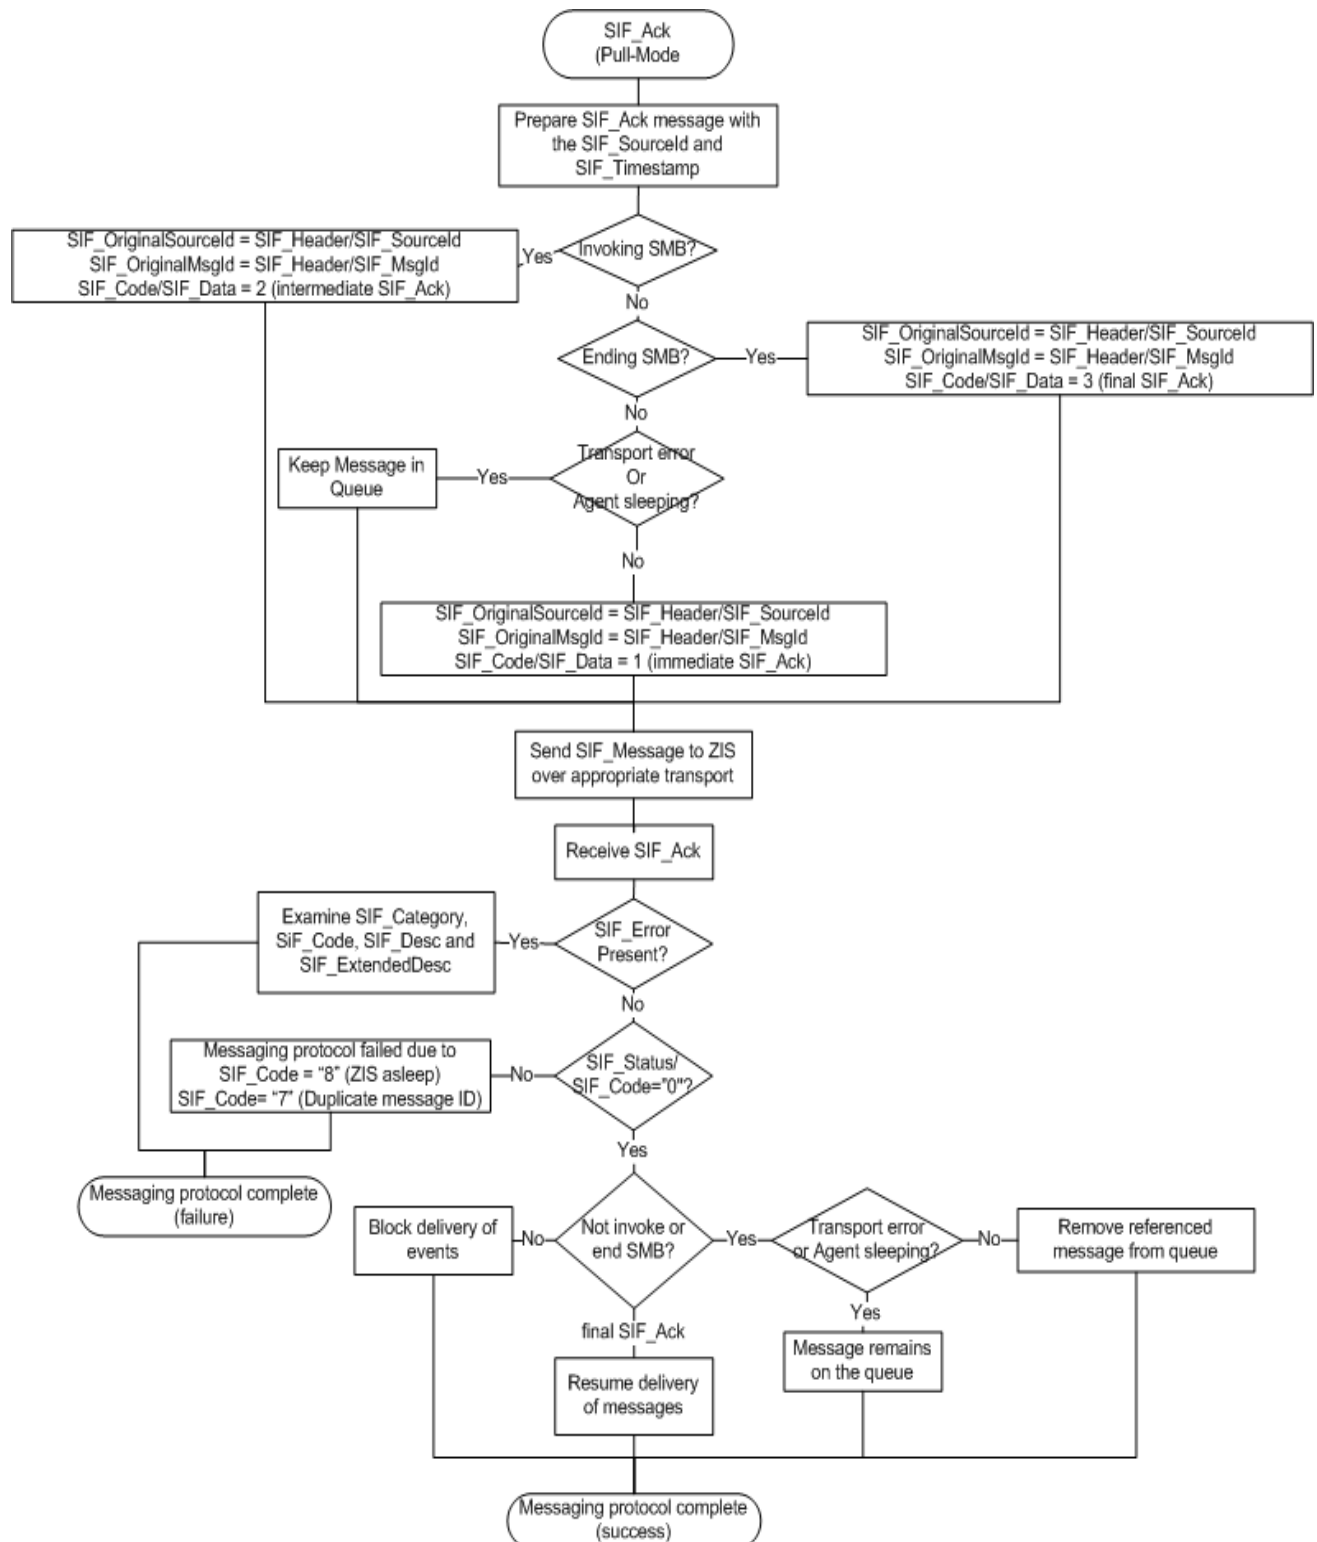 SIF_Ack
(Pull-Mode
Prepare SIF_Ack message with
the SIF_SourceId and
SIF_Timestamp
Invoking SMB?
Yes
SIF_OriginalSourceId = SIF_Header/SIF_SourceId
SIF_OriginalMsgId = SIF_Header/SIF_MsgId
SIF_Code/SIF_Data = 2 (intermediate SIF_Ack)
No
Ending SMB?
Yes
SIF_OriginalSourceId = SIF_Header/SIF_SourceId
SIF_OriginalMsgId = SIF_Header/SIF_MsgId
SIF_Code/SIF_Data = 3 (final SIF_Ack)
No
Transport error
Or
Agent sleeping?
Yes
Keep Message in
Queue
No
SIF_OriginalSourceId = SIF_Header/SIF_SourceId
SIF_OriginalMsgId = SIF_Header/SIF_MsgId
SIF_Code/SIF_Data = 1 (immediate SIF_Ack)
Send SIF_Message to ZIS
over appropriate transport
Receive SIF_Ack
SIF_Error
Present?
Yes
Examine SIF_Category,
SiF_Code, SIF_Desc and
SIF_ExtendedDesc
No
SIF_Status/
SIF_Code="0"?
No
Messaging protocol failed due to
SIF_Code = “8” (ZIS asleep)
SIF_Code= “7” (Duplicate message ID)
Messaging protocol complete
(failure)
Yes
Not invoke or
end SMB?
No
Block delivery of
events
Yes
Transport error
or Agent sleeping?
No
Remove referenced
message from queue
Yes
Message remains
on the queue
final SIF_Ack
Resume delivery
of messages
Messaging protocol complete
(success)